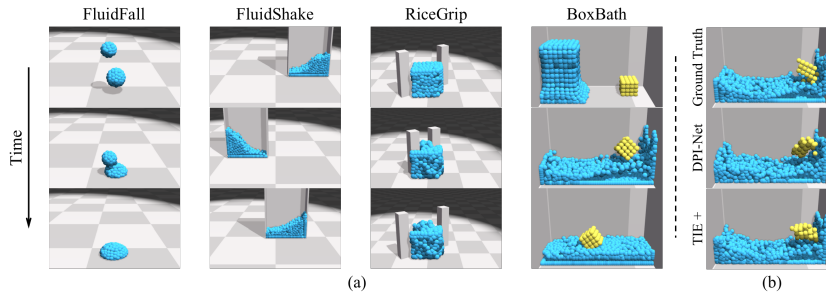 FluidFall FluidShake RiceGrip BoxBath
Time
Ground Truth
DPI-Net
TIE +
(a) (b)